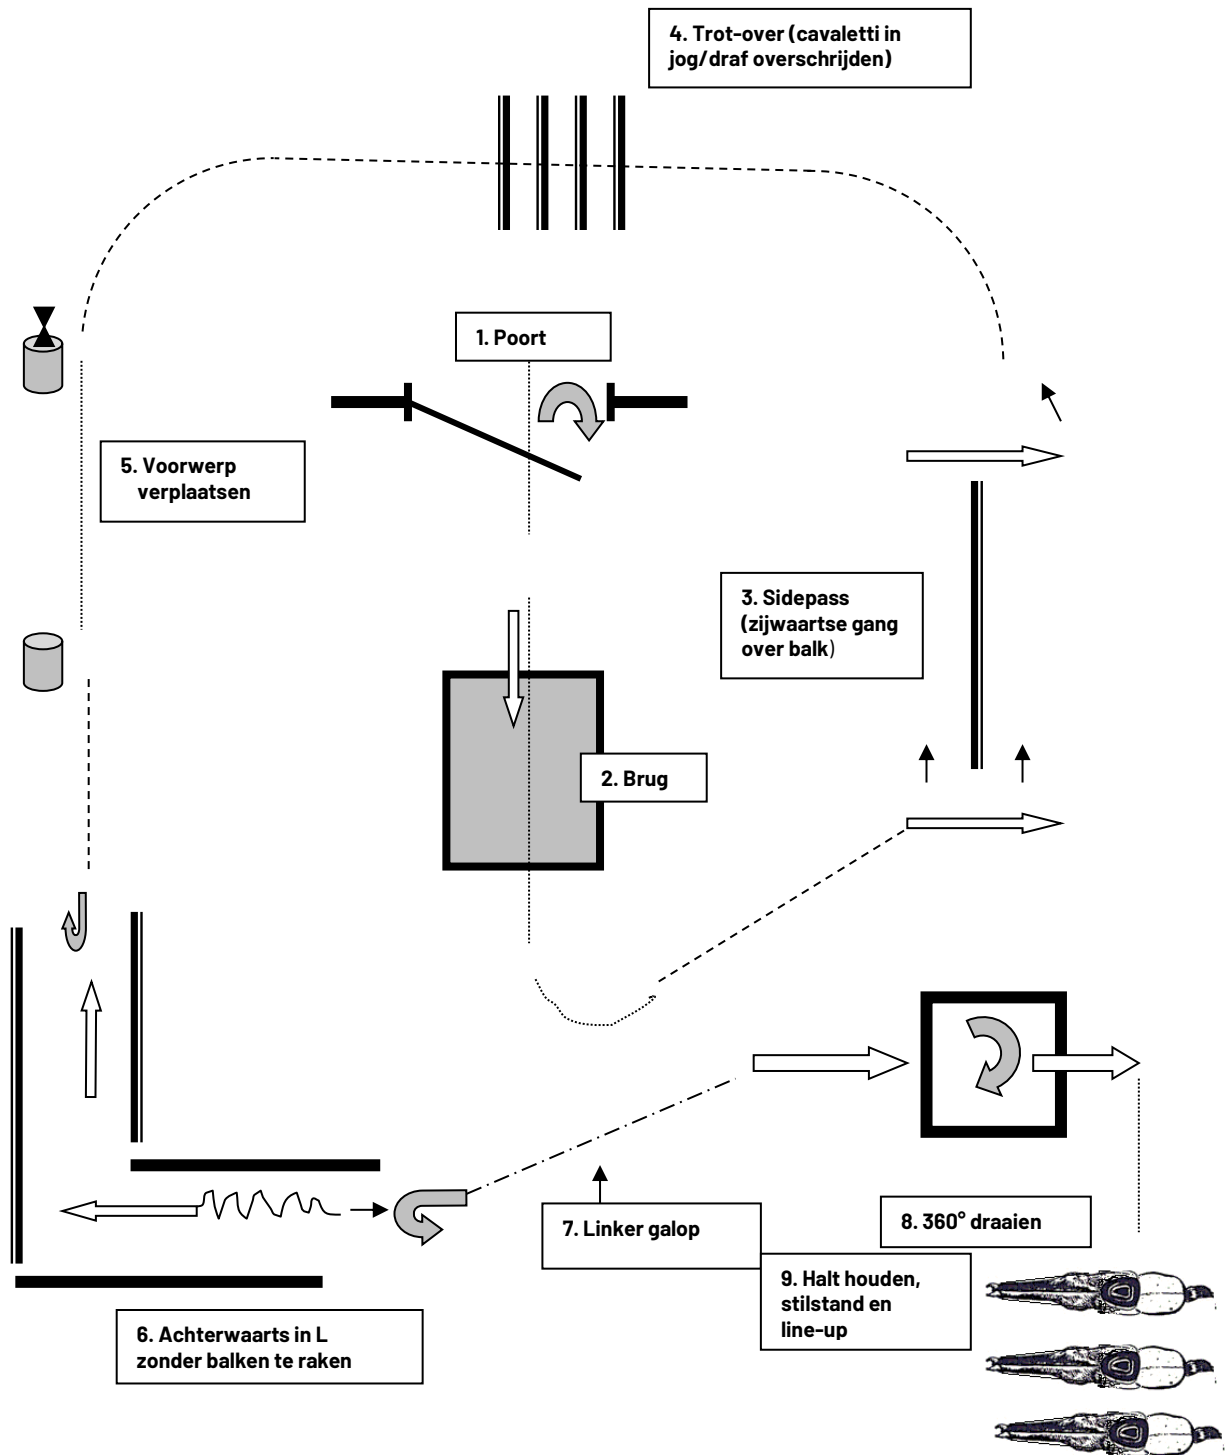 4. Trot-over (cavaletti in
jog/draf overschrijden)
1. Poort
5. Voorwerp
verplaatsen
3. Sidepass
(zijwaartse gang
over balk)
2. Brug
7. Linker galop
8. 360° draaien
9. Halt houden,
stilstand en
line-up
6. Achterwaarts in L
zonder balken te raken